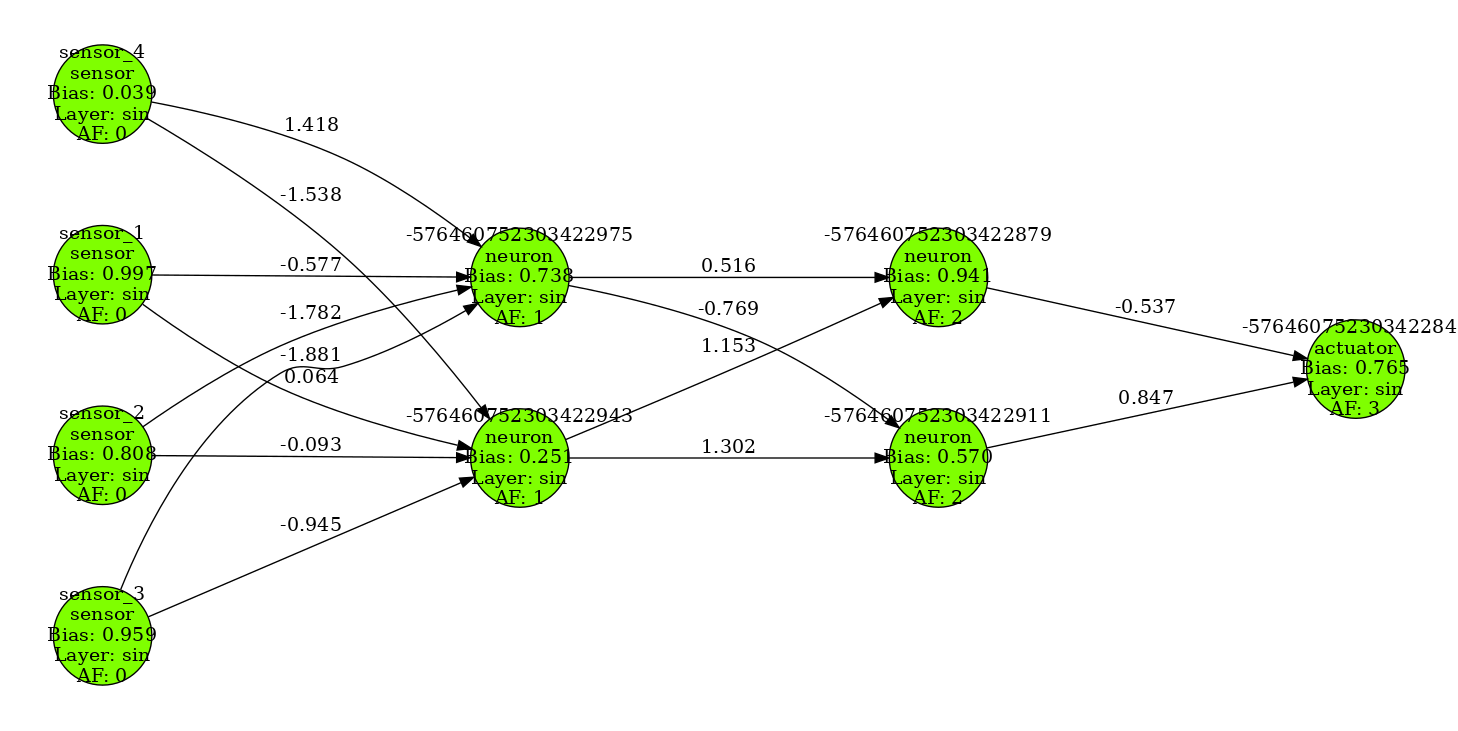 sensor_4
sensor
Bias: 0.039
Layer: sin
AF: 0
sensor_1
sensor
Bias: 0.997
Layer: sin
AF: 0
sensor_2
sensor
Bias: 0.808
Layer: sin
AF: 0
sensor_3
sensor
Bias: 0.959
Layer: sin
AF: 0
1.418
-1.538
-0.577
-1.782
-1.881
0.064
-0.093
-0.945
-576460752303422975
neuron
Bias: 0.738
Layer: sin
AF: 1
-576460752303422943
neuron
Bias: 0.251
Layer: sin
AF: 1
0.516
-0.769
1.153
1.302
-576460752303422879
neuron
Bias: 0.941
Layer: sin
AF: 2
-576460752303422911
neuron
Bias: 0.570
Layer: sin
AF: 2
-0.537
0.847
-57646075230342284
actuator
Bias: 0.765
Layer: sin
AF: 3